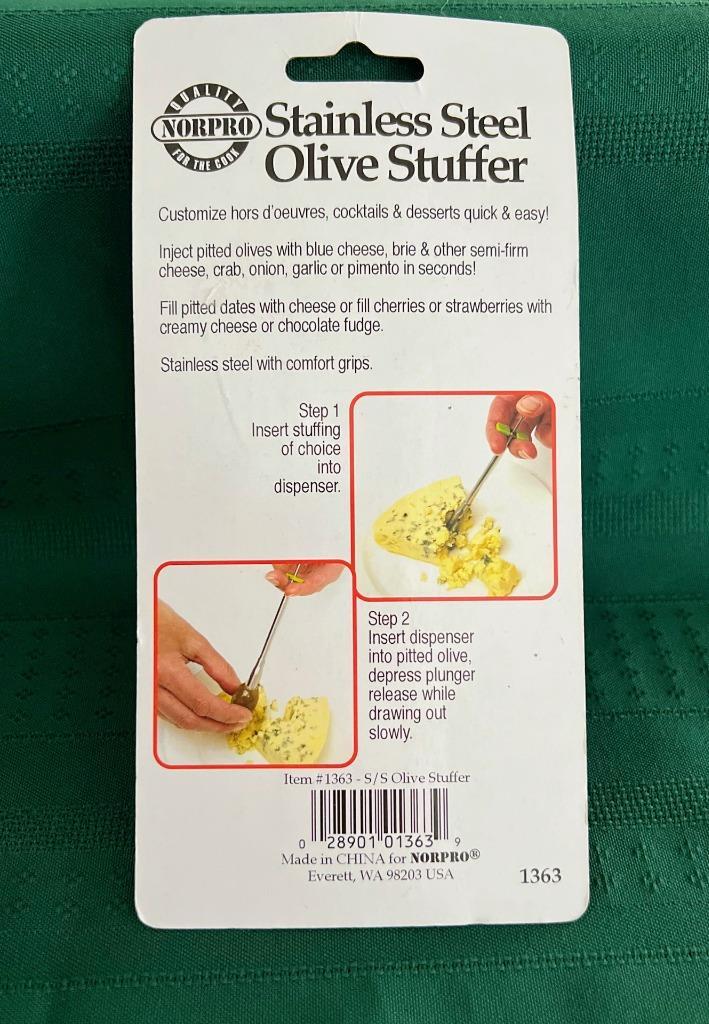 QUALITY
NORPRO
FOR THE COOK
Stainless Steel
Olive Stuffer
Customize hors d'oeuvres, cocktails & desserts quick & easy!
Inject pitted olives with blue cheese, brie & other semi-firm
cheese, crab, onion, garlic or pimento in seconds!
Fill pitted dates with cheese or fill cherries or strawberries with
creamy cheese or chocolate fudge.
Stainless steel with comfort grips.
Step 1
Insert stuffing
of choice
into
dispenser.
Step 2
Insert dispenser
into pitted olive,
depress plunger
release while
drawing out
slowly.
Item #1363 - S/S Olive Stuffer
0 28901 01363 9
Made in CHINA for NORPRO®
Everett, WA 98203 USA
1363